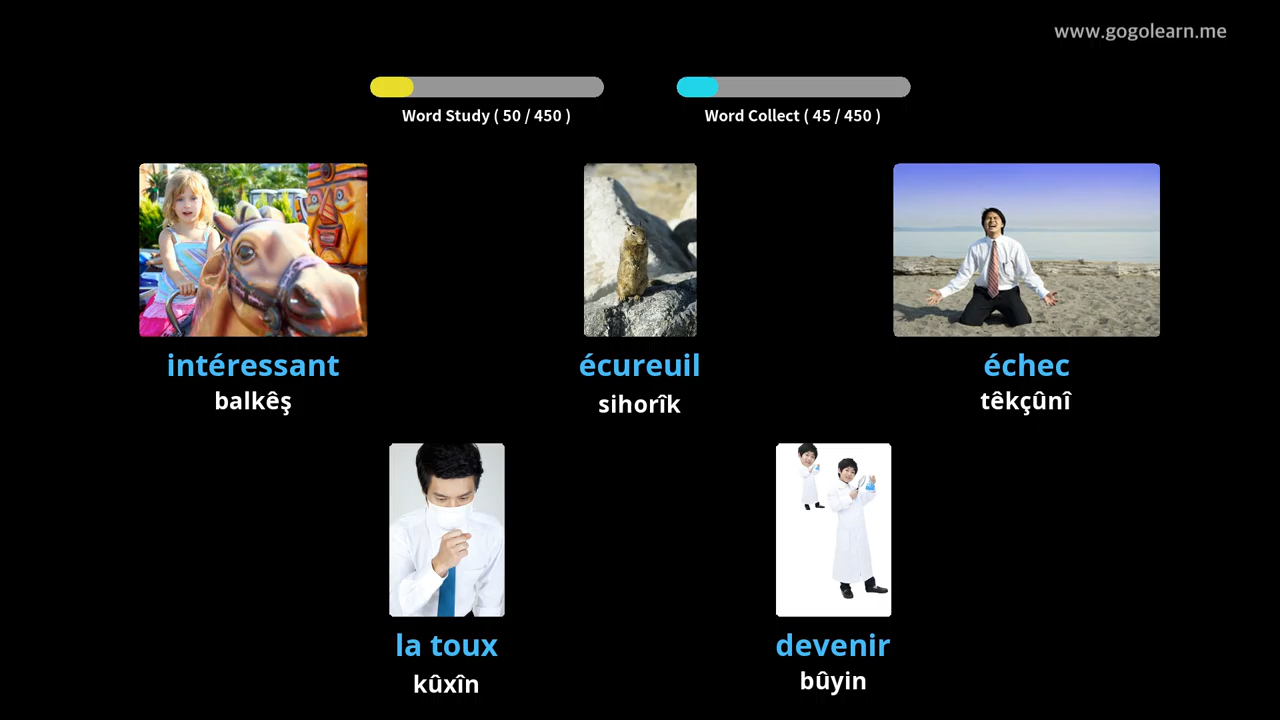 www.gogolearn.me
Word Study ( 50 / 450 )
Word Collect ( 45 / 450 )
intéressant
balkêş
écureuil
sihorîk
échec
têkçûnî
la toux
kûxîn
devenir
bûyin